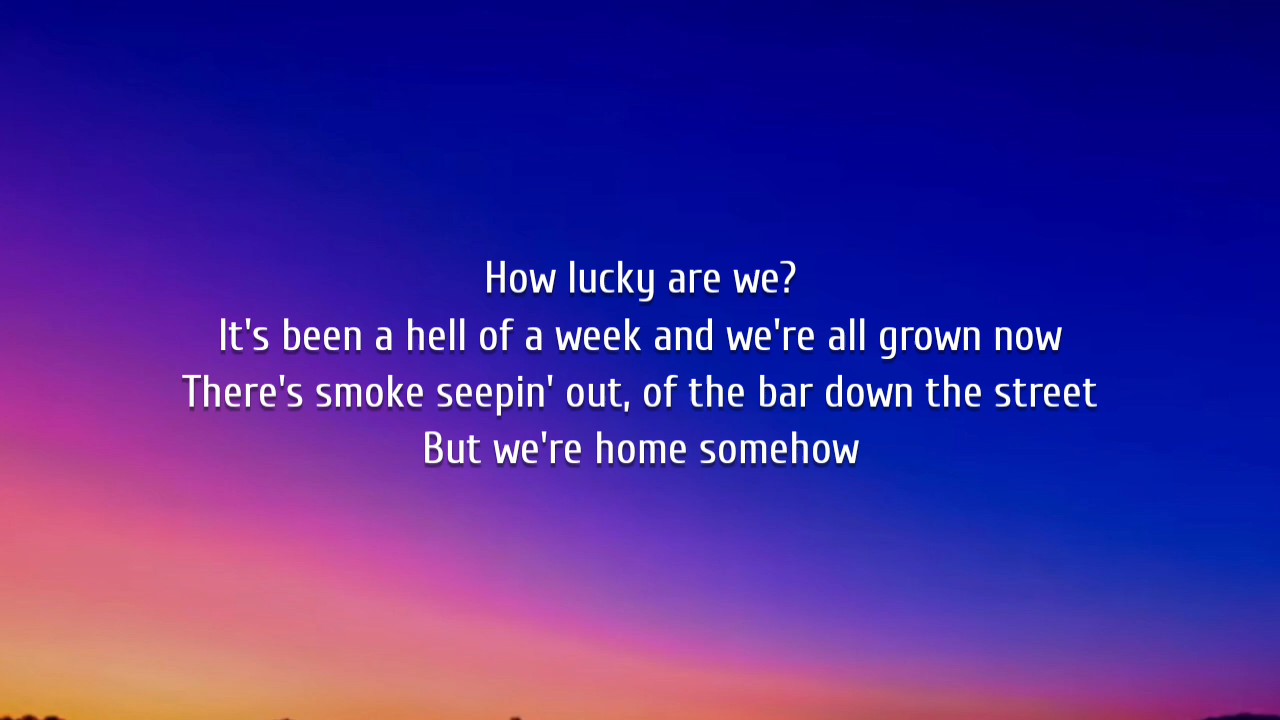 How lucky are we?
It's been a hell of a week and we're all grown now
There's smoke seepin' out, of the bar down the street
But we're home somehow